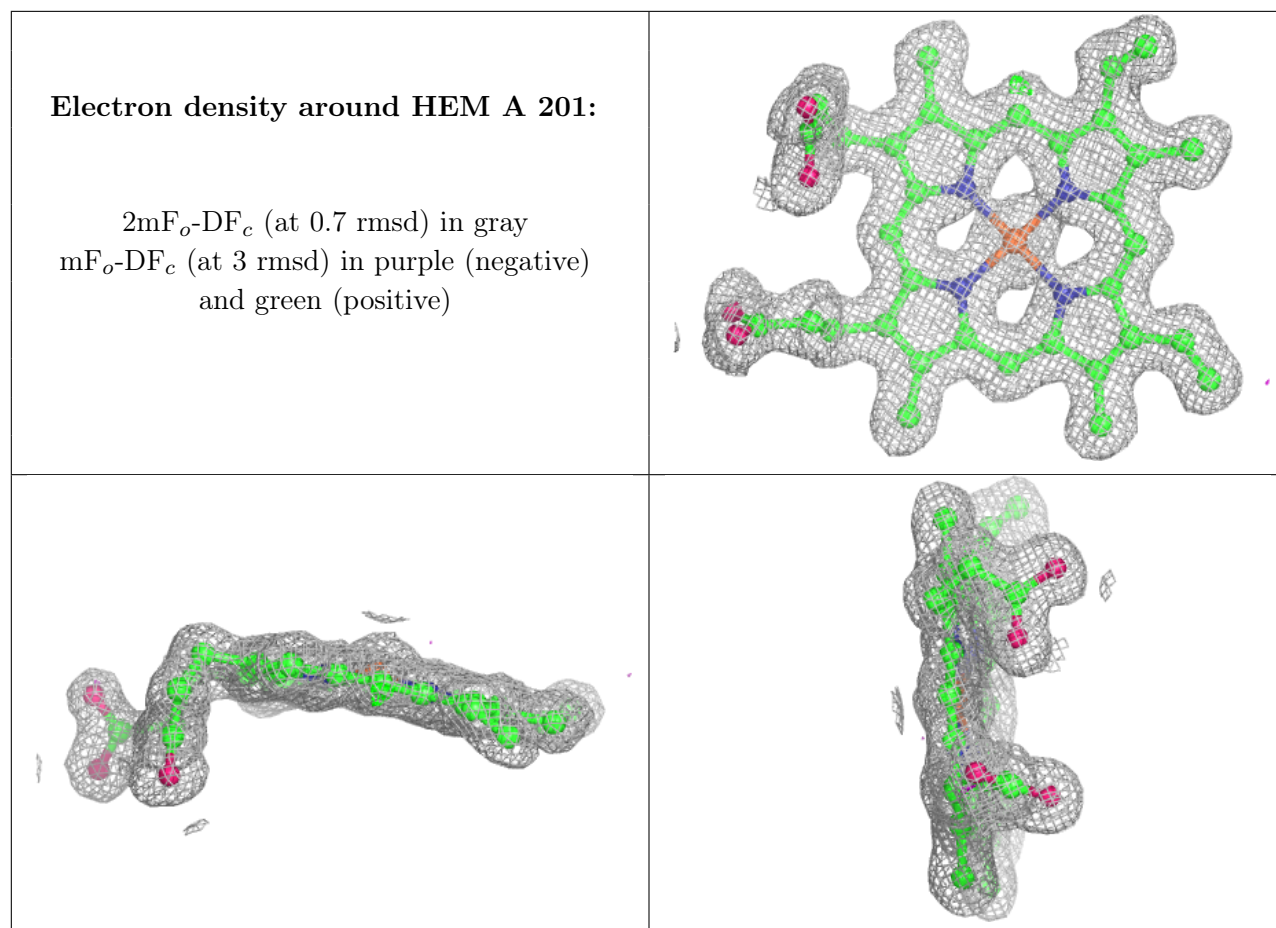 Electron density around HEM A 201:
2mFo-DFc (at 0.7 rmsd) in gray
mFo-DFc (at 3 rmsd) in purple (negative)
and green (positive)